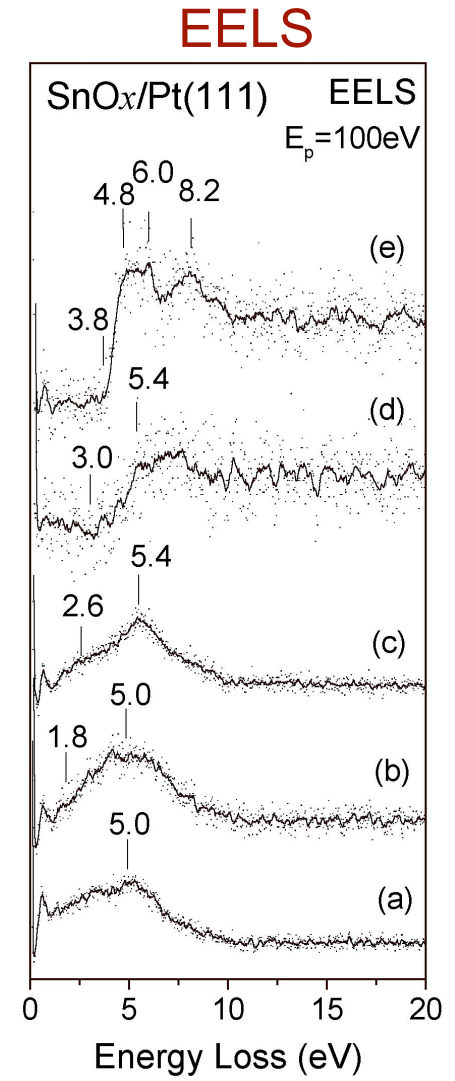 EELS
SnOx/Pt(111) EELS
Ep=100eV
4.8 6.0 8.2
(e)
3.8
5.4
(d)
3.0
5.4
2.6
(c)
5.0
1.8
(b)
5.0
(a)
0 5 10 15 20
Energy Loss (eV)